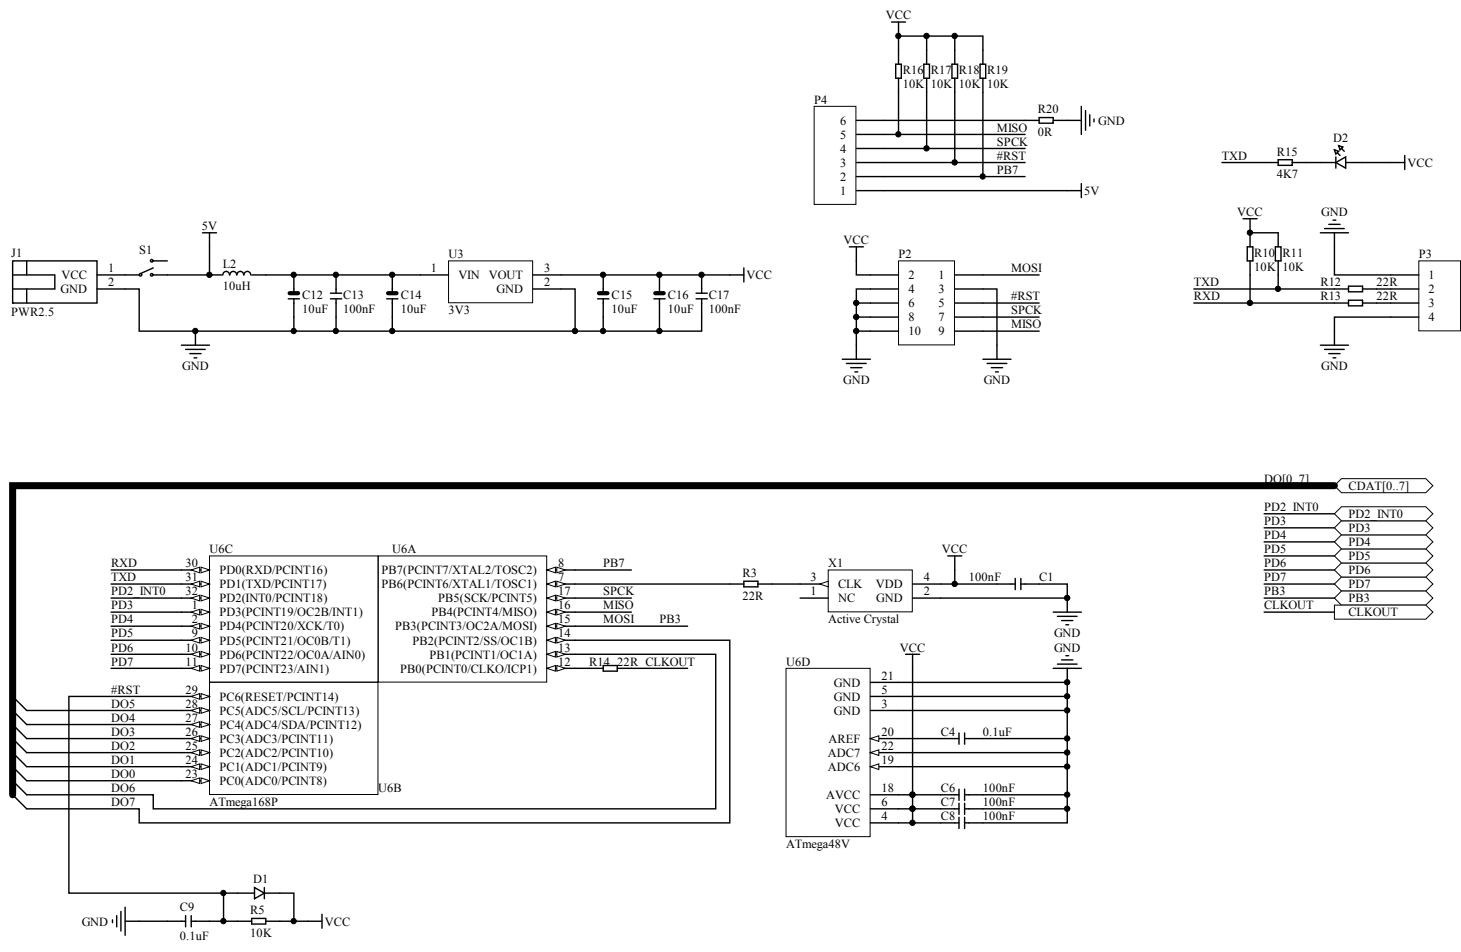 VCC
R16 R17 R18 R19
10K 10K 10K 10K
P4
6
5
4
3
2
1
MISO
SPCK
#RST
PB7
R20
0R
GND
5V
TXD
R15
4K7
D2
VCC
J1
VCC
GND
1
2
PWR2.5
S1
5V
L2
10uH
C12
10uF
C13
100nF
C14
10uF
GND
U3
1
VIN VOUT
GND
3
2
3V3
C15
10uF
C16
10uF
C17
100nF
VCC
VCC
P2
2 1
4 3
6 5
8 7
10 9
MOSI
#RST
SPCK
MISO
GND
GND
VCC
GND
R10 R11
10K 10K
TXD
RXD
R12 22R
R13 22R
P3
1
2
3
4
GND
DO[0..7]
CDAT[0..7]
PD2_INT0 PD2_INT0
PD3 PD3
PD4 PD4
PD5 PD5
PD6 PD6
PD7 PD7
PB3 PB3
CLKOUT CLKOUT
U6C
RXD 30 PD0(RXD/PCINT16)
TXD 31 PD1(TXD/PCINT17)
PD2_INT0 32 PD2(INT0/PCINT18)
PD3 1 PD3(PCINT19/OC2B/INT1)
PD4 2 PD4(PCINT20/XCK/T0)
PD5 9 PD5(PCINT21/OC0B/T1)
PD6 10 PD6(PCINT22/OC0A/AIN0)
PD7 11 PD7(PCINT23/AIN1)
U6A
PB7(PCINT7/XTAL2/TOSC2) 8 PB7
PB6(PCINT6/XTAL1/TOSC1) 7
PB5(SCK/PCINT5) 17 SPCK
PB4(PCINT4/MISO) 16 MISO
PB3(PCINT3/OC2A/MOSI) 15 MOSI PB3
PB2(PCINT2/SS/OC1B) 14
PB1(PCINT1/OC1A) 13
PB0(PCINT0/CLKO/ICP1) 12 R14 22R CLKOUT
#RST 29 PC6(RESET/PCINT14)
DO5 28 PC5(ADC5/SCL/PCINT13)
DO4 27 PC4(ADC4/SDA/PCINT12)
DO3 26 PC3(ADC3/PCINT11)
DO2 25 PC2(ADC2/PCINT10)
DO1 24 PC1(ADC1/PCINT9)
DO0 23 PC0(ADC0/PCINT8)
DO6
DO7
U6B
ATmega168P
R3
22R
X1
3 CLK VDD 4
1 NC GND 2
Active Crystal
VCC
100nF C1
GND
GND
VCC
U6D
GND 21
GND 5
GND 3
AREF 20 C4 0.1uF
ADC7 22
ADC6 19
AVCC 18 C6 100nF
VCC 6 C7 100nF
VCC 4 C8 100nF
ATmega48V
D1
GND
C9
0.1uF
R5
10K
VCC